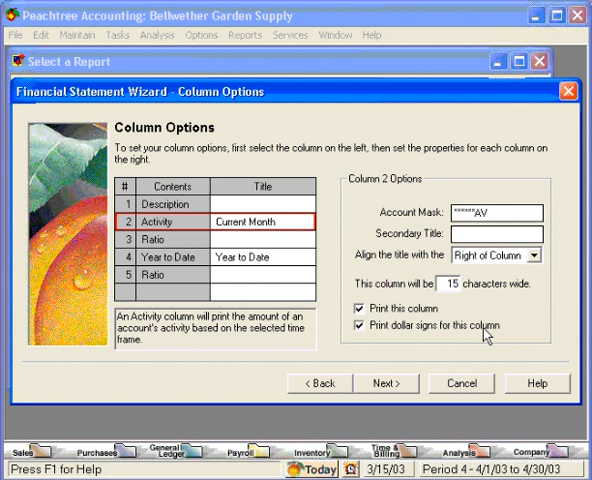 Peachtree Accounting: Bellwether Garden Supply
File Edit Maintain Tasks Analysis Options Reports Services Window Help
Select a Report
Financial Statement Wizard - Column Options
Column Options
To set your column options, first select the column on the left, then set the properties for each column on
the right.
# Contents Title
1 Description
2 Activity Current Month
3 Ratio
4 Year to Date Year to Date
5 Ratio
An Activity column will print the amount of an
account's activity based on the selected time
frame.
Column 2 Options
Account Mask: ******AV
Secondary Title:
Align the title with the Right of Column
This column will be 15 characters wide.
Print this column
Print dollar signs for this column
< Back Next > Cancel Help
Sales Purchases General Ledger Payroll Inventory Time & Billing Analysis Company
Press F1 for Help Today 3/15/03 Period 4 - 4/1/03 to 4/30/03